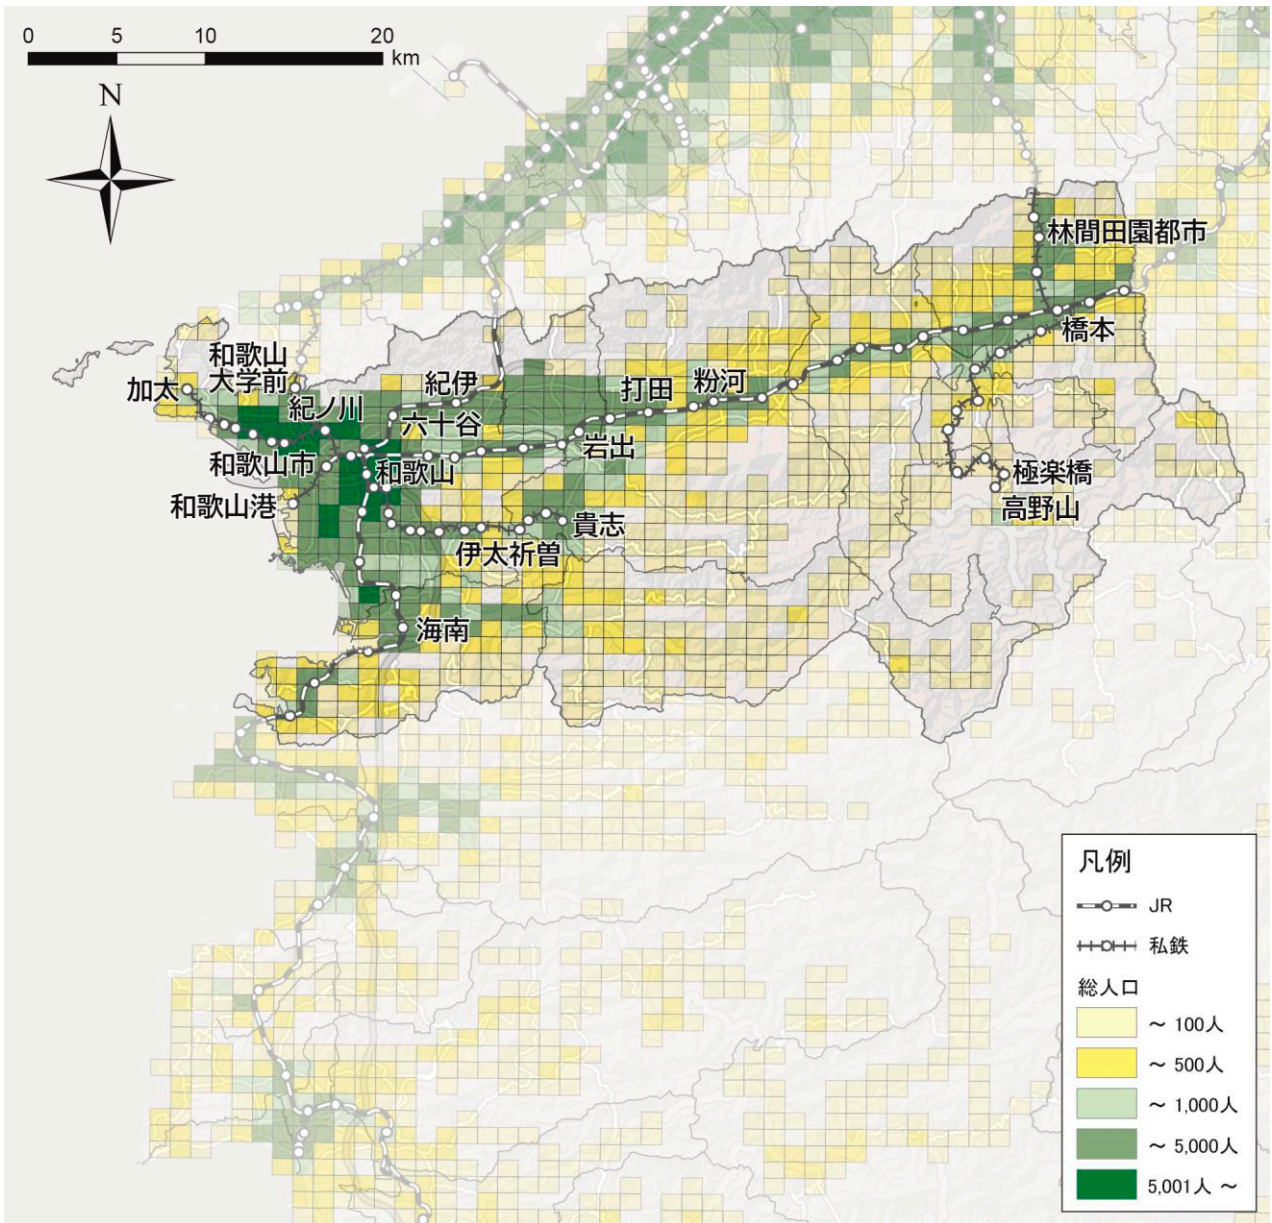 0 5 10 20 km
N
林間田園都市
橋本
和歌山
大学前
加太
紀ノ川
紀伊
六十谷
打田
粉河
岩出
和歌山市
和歌山
和歌山港
貴志
伊太祈曽
極楽橋
高野山
海南
凡例
JR
私鉄
総人口
～ 100人
～ 500人
～ 1,000人
～ 5,000人
5,001人 ～